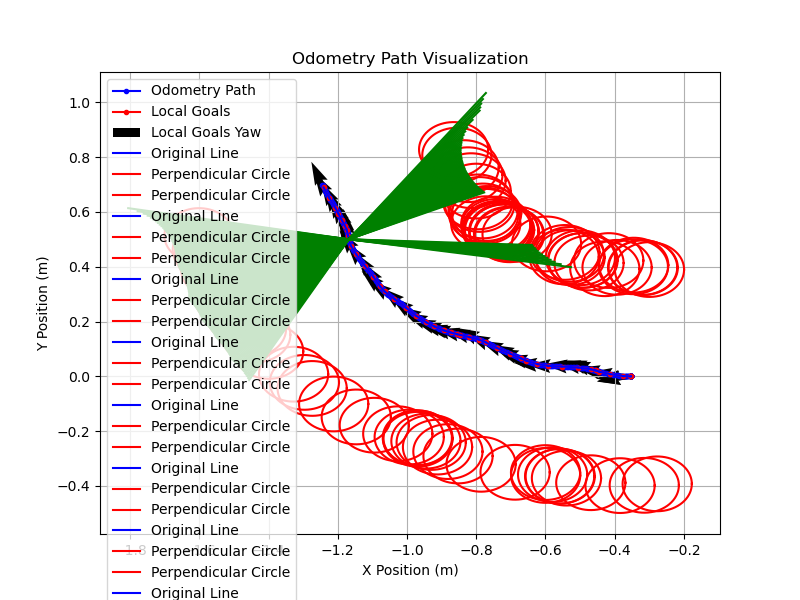 Odometry Path Visualization
Odometry Path
Local Goals
Local Goals Yaw
Original Line
Perpendicular Circle
Perpendicular Circle
Original Line
Perpendicular Circle
Perpendicular Circle
Original Line
Perpendicular Circle
Perpendicular Circle
Original Line
Perpendicular Circle
Perpendicular Circle
Original Line
Perpendicular Circle
Perpendicular Circle
Original Line
Perpendicular Circle
Perpendicular Circle
Original Line
Perpendicular Circle
Perpendicular Circle
Original Line
1.0
0.8
0.6
0.4
0.2
0.0
−0.2
−0.4
Y Position (m)
−1.2 −1.0 −0.8 −0.6 −0.4 −0.2
X Position (m)